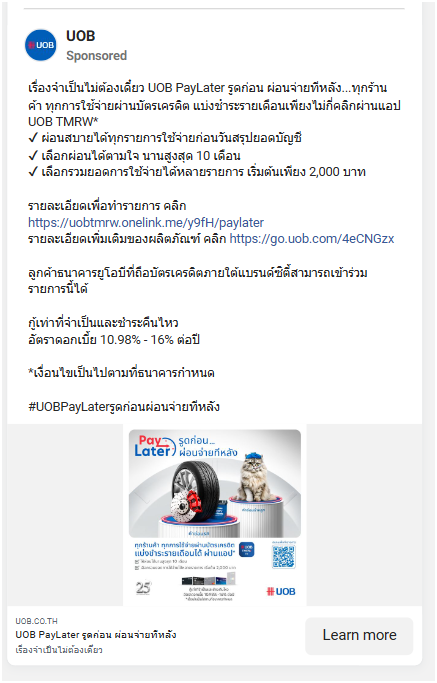 UOB
Sponsored
เรื่องจำเป็นไม่ต้องเดี๋ยว UOB PayLater รูดก่อน ผ่อนจ่ายทีหลัง...ทุกร้าน
ค้า ทุกการใช้จ่ายผ่านบัตรเครดิต แบ่งชำระรายเดือนเพียงไม่กี่คลิกผ่านแอป
UOB TMRW*
✓ ผ่อนสบายได้ทุกรายการใช้จ่ายก่อนวันสรุปยอดบัญชี
✓ เลือกผ่อนได้ตามใจ นานสูงสุด 10 เดือน
✓ เลือกรวมยอดการใช้จ่ายได้หลายรายการ เริ่มต้นเพียง 2,000 บาท
รายละเอียดเพื่อทำรายการ คลิก
https://uobtmrw.onelink.me/y9fH/paylater
รายละเอียดเพิ่มเติมของผลิตภัณฑ์ คลิก https://go.uob.com/4eCNGzx
ลูกค้าธนาคารยูโอบีที่ถือบัตรเครดิตภายใต้แบรนด์ซิตี้สามารถเข้าร่วม
รายการนี้ได้
กู้เท่าที่จำเป็นและชำระคืนไหว
อัตราดอกเบี้ย 10.98% - 16% ต่อปี
*เงื่อนไขเป็นไปตามที่ธนาคารกำหนด
#UOBPayLaterรูดก่อนผ่อนจ่ายทีหลัง
Pay Later รูดก่อน...
ผ่อนจ่ายทีหลัง
ทุกร้านค้า ทุกการใช้จ่ายผ่านบัตรเครดิต
แบ่งชำระรายเดือนได้ ผ่านแอป*
25
UOB
UOB.CO.TH
UOB PayLater รูดก่อน ผ่อนจ่ายทีหลัง
เรื่องจำเป็นไม่ต้องเดี๋ยว
Learn more